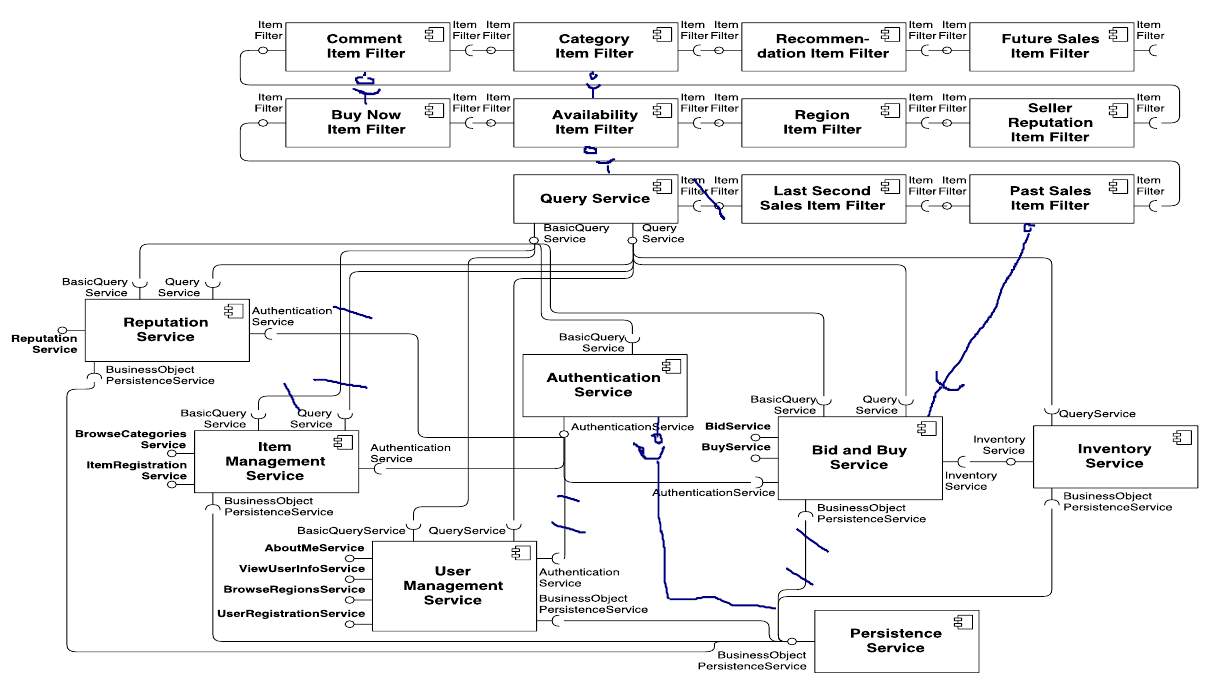 Item Filter
Comment Item Filter
Item Filter
Item Filter
Category Item Filter
Item Filter
Item Filter
Recommen-
dation Item Filter
Item Filter
Item Filter
Future Sales Item Filter
Item Filter
Item Filter
Buy Now Item Filter
Item Filter
Item Filter
Availability Item Filter
Item Filter
Item Filter
Region Item Filter
Item Filter
Item Filter
Seller Reputation Item Filter
Item Filter
Query Service
Item Filter
Item Filter
Last Second Sales Item Filter
Item Filter
Item Filter
Past Sales Item Filter
Item Filter
BasicQuery Service
Query Service
BasicQuery Service
Query Service
Reputation Service
Authentication Service
Reputation Service
BusinessObject PersistenceService
BasicQuery Service
Authentication Service
AuthenticationService
BasicQuery Service
Query Service
BrowseCategories Service
ItemRegistration Service
Item Management Service
Authentication Service
BusinessObject PersistenceService
BasicQuery Service
Query Service
BidService
BuyService
Bid and Buy Service
AuthenticationService
Inventory Service
Inventory Service
BusinessObject PersistenceService
QueryService
Inventory Service
BusinessObject PersistenceService
BasicQueryService
QueryService
AboutMeService
ViewUserInfoService
BrowseRegionsService
UserRegistrationService
User Management Service
Authentication Service
BusinessObject PersistenceService
Persistence Service
BusinessObject PersistenceService